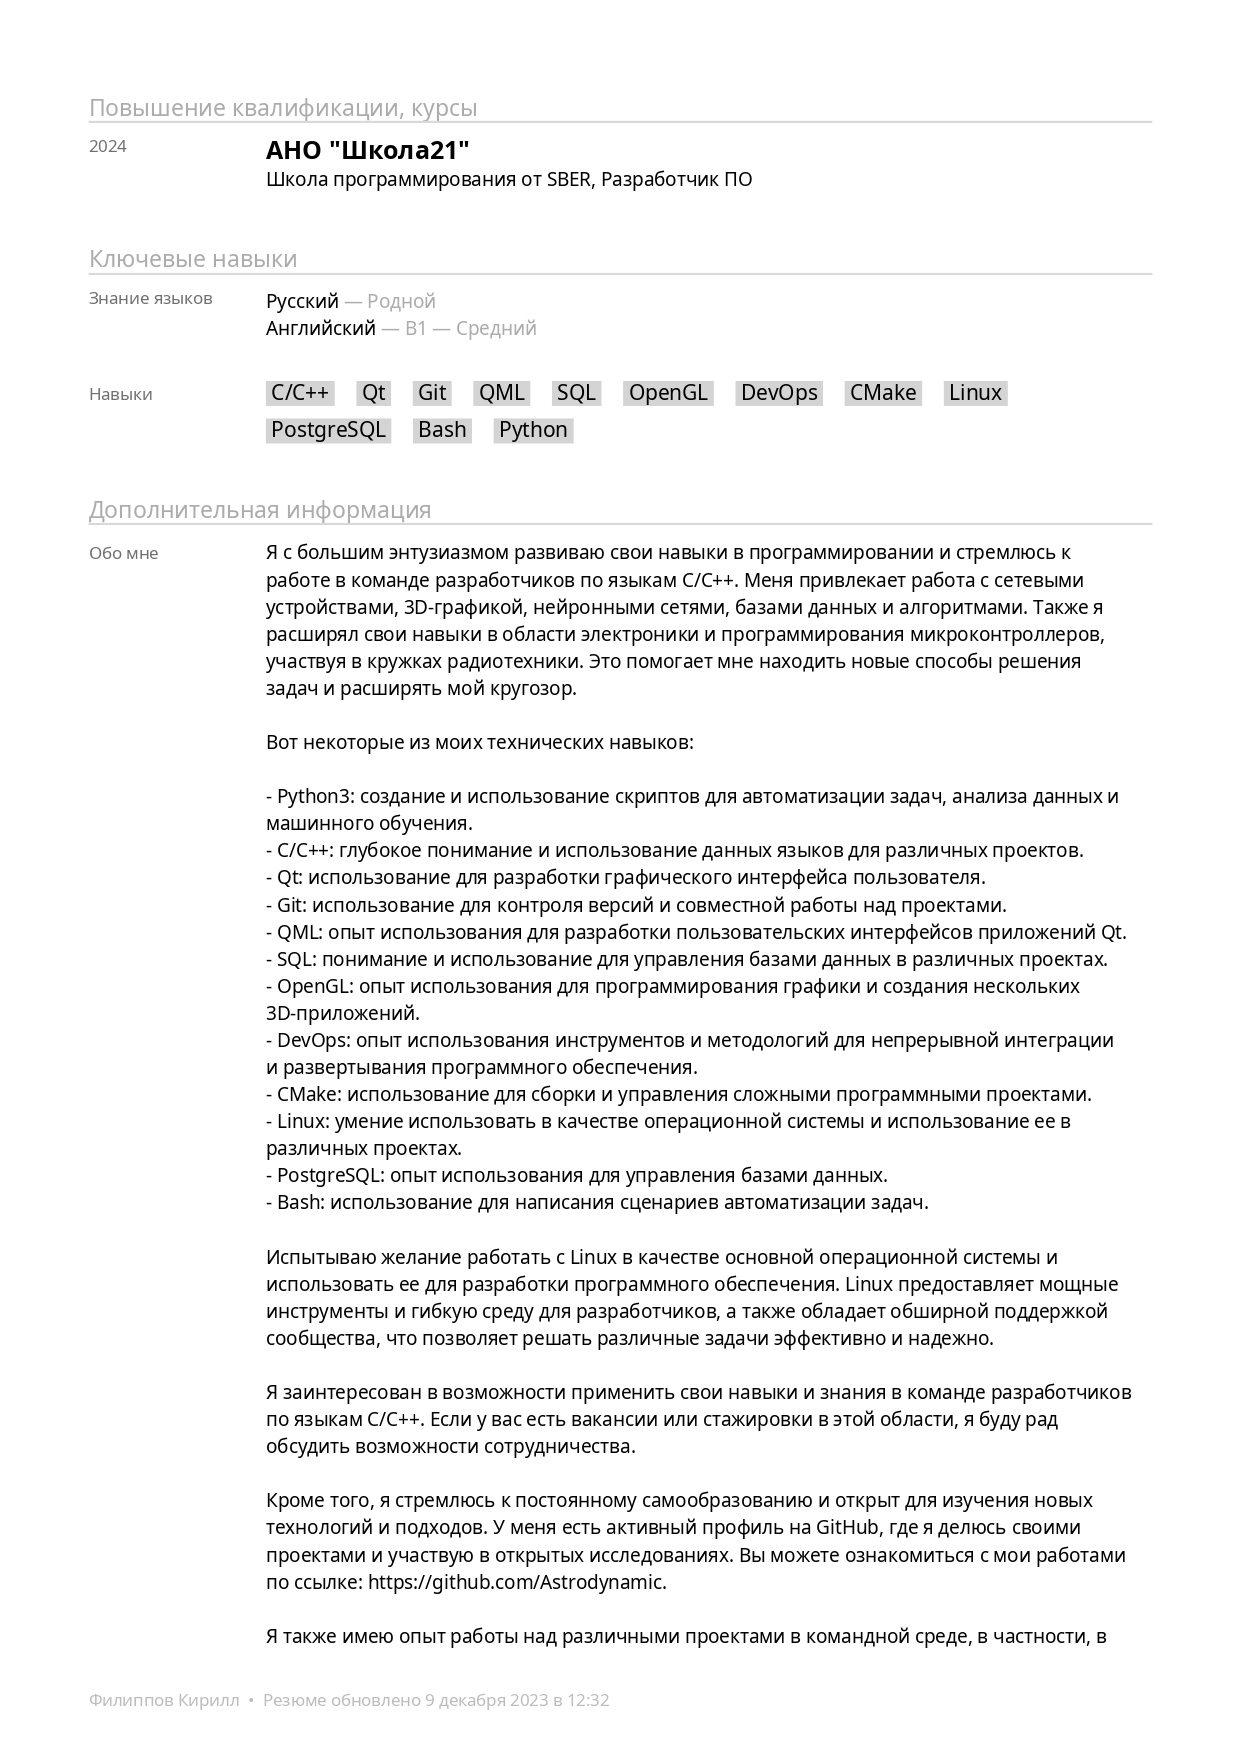 Повышение квалификации, курсы
2024
АНО "Школа21"
Школа программирования от SBER, Разработчик ПО
Ключевые навыки
Знание языков
Русский — Родной
Английский — B1 — Средний
Навыки
C/C++ Qt Git QML SQL OpenGL DevOps CMake Linux
PostgreSQL Bash Python
Дополнительная информация
Обо мне
Я с большим энтузиазмом развиваю свои навыки в программировании и стремлюсь к
работе в команде разработчиков по языкам C/C++. Меня привлекает работа с сетевыми
устройствами, 3D-графикой, нейронными сетями, базами данных и алгоритмами. Также я
расширял свои навыки в области электроники и программирования микроконтроллеров,
участвуя в кружках радиотехники. Это помогает мне находить новые способы решения
задач и расширять мой кругозор.
Вот некоторые из моих технических навыков:
- Python3: создание и использование скриптов для автоматизации задач, анализа данных и
машинного обучения.
- C/C++: глубокое понимание и использование данных языков для различных проектов.
- Qt: использование для разработки графического интерфейса пользователя.
- Git: использование для контроля версий и совместной работы над проектами.
- QML: опыт использования для разработки пользовательских интерфейсов приложений Qt.
- SQL: понимание и использование для управления базами данных в различных проектах.
- OpenGL: опыт использования для программирования графики и создания нескольких
3D-приложений.
- DevOps: опыт использования инструментов и методологий для непрерывной интеграции
и развертывания программного обеспечения.
- CMake: использование для сборки и управления сложными программными проектами.
- Linux: умение использовать в качестве операционной системы и использование ее в
различных проектах.
- PostgreSQL: опыт использования для управления базами данных.
- Bash: использование для написания сценариев автоматизации задач.
Испытываю желание работать с Linux в качестве основной операционной системы и
использовать ее для разработки программного обеспечения. Linux предоставляет мощные
инструменты и гибкую среду для разработчиков, а также обладает обширной поддержкой
сообщества, что позволяет решать различные задачи эффективно и надежно.
Я заинтересован в возможности применить свои навыки и знания в команде разработчиков
по языкам C/C++. Если у вас есть вакансии или стажировки в этой области, я буду рад
обсудить возможности сотрудничества.
Кроме того, я стремлюсь к постоянному самообразованию и открыт для изучения новых
технологий и подходов. У меня есть активный профиль на GitHub, где я делюсь своими
проектами и участвую в открытых исследованиях. Вы можете ознакомиться с мои работами
по ссылке: https://github.com/Astrodynamic.
Я также имею опыт работы над различными проектами в командной среде, в частности, в
Филиппов Кирилл • Резюме обновлено 9 декабря 2023 в 12:32